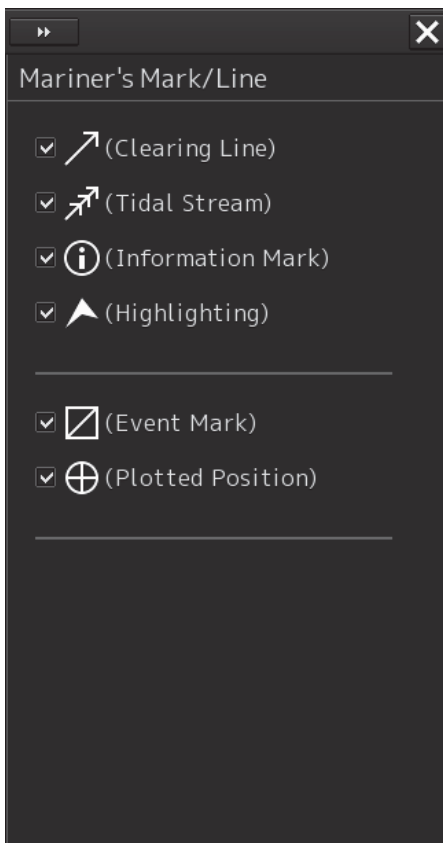 Mariner's Mark/Line
(Clearing Line)
(Tidal Stream)
(Information Mark)
(Highlighting)
(Event Mark)
(Plotted Position)